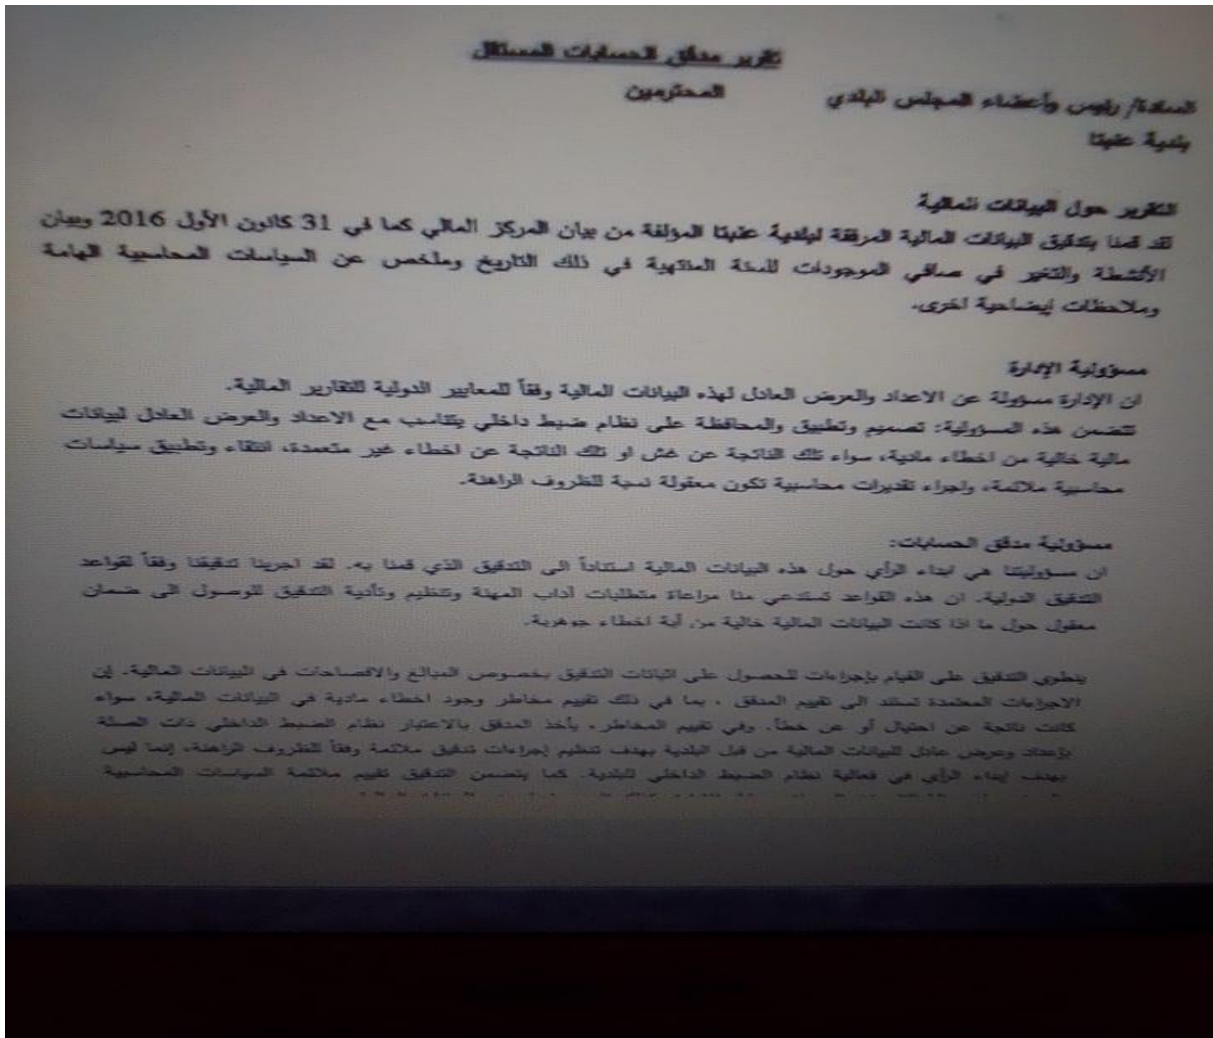 تقرير مدقق الحسابات المستقل
السادة/ رئيس وأعضاء المجلس البلدي المحترمين
بلدية عنبتا
التقرير حول البيانات المالية
لقد قمنا بتدقيق البيانات المالية المرفقة لبلدية عنبتا المؤلفة من بيان المركز المالي كما في 31 كانون الأول 2016 وبيان
الأنشطة والتغير في صافي الموجودات للسنة المنتهية في ذلك التاريخ وملخص عن السياسات المحاسبية الهامة
وملاحظات إيضاحية اخرى.
مسؤولية الإدارة
ان الإدارة مسؤولة عن الاعداد والعرض العادل لهذه البيانات المالية وفقاً للمعايير الدولية للتقارير المالية.
تتضمن هذه المسؤولية: تصميم وتطبيق والمحافظة على نظام ضبط داخلي يتناسب مع الاعداد والعرض العادل لبيانات
مالية خالية من اخطاء مادية، سواء تلك الناتجة عن غش او تلك الناتجة عن اخطاء غير متعمدة، انتقاء وتطبيق سياسات
محاسبية ملائمة، واجراء تقديرات محاسبية تكون معقولة نسبة للظروف الراهنة.
مسؤولية مدقق الحسابات:
ان مسؤوليتنا هي ابداء الرأي حول هذه البيانات المالية استناداً الى التدقيق الذي قمنا به. لقد اجرينا تدقيقنا وفقاً لقواعد
التدقيق الدولية. ان هذه القواعد تستدعي منا مراعاة متطلبات آداب المهنة وتنظيم وتأدية التدقيق للوصول الى ضمان
معقول حول ما اذا كانت البيانات المالية خالية من أية اخطاء جوهرية.
ينطوي التدقيق على القيام بإجراءات للحصول على اثباتات التدقيق بخصوص المبالغ والافصاحات في البيانات المالية. إن
الاجراءات المعتمدة تستند الى تقييم المدقق ، بما في ذلك تقييم مخاطر وجود اخطاء مادية في البيانات المالية، سواء
كانت ناتجة عن احتيال أو عن خطأ. وفي تقييم المخاطر، يأخذ المدقق بالاعتبار نظام الضبط الداخلي ذات الصلة
بإعداد وعرض عادل للبيانات المالية من قبل البلدية بهدف تنظيم إجراءات تدقيق ملائمة وفقاً للظروف الراهنة، إنما ليس
بهدف ابداء الرأي في فعالية نظام الضبط الداخلي للبلدية. كما يتضمن التدقيق تقييم ملائمة السياسات المحاسبية